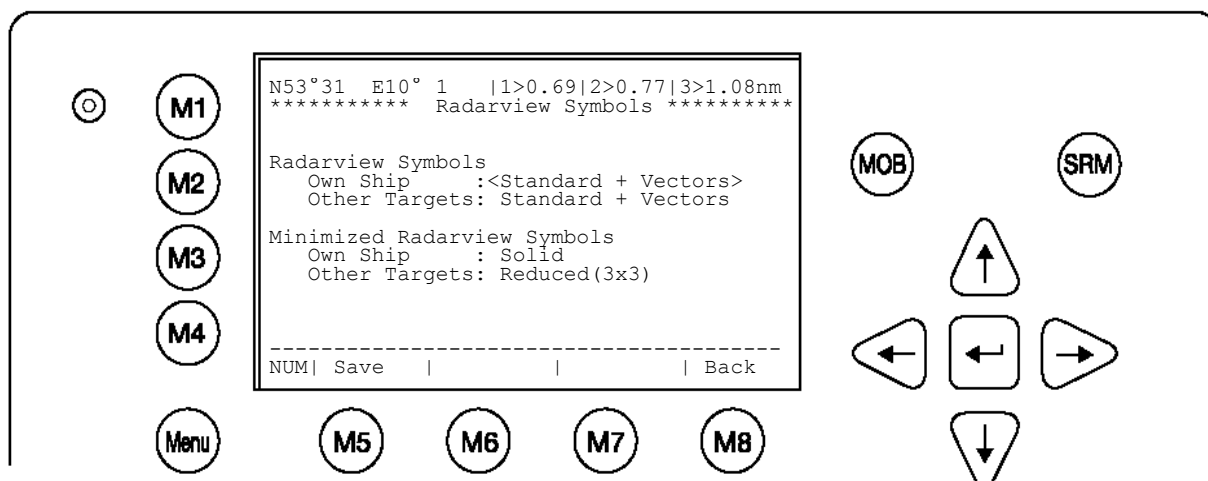 N53°31 E10° 1 |1>0.69|2>0.77|3>1.08nm
*********** Radarview Symbols **********
Radarview Symbols
Own Ship :<Standard + Vectors>
Other Targets: Standard + Vectors
Minimized Radarview Symbols
Own Ship : Solid
Other Targets: Reduced(3x3)
----------------------------------------
NUM| Save | | | Back
M1
M2
M3
M4
Menu
M5
M6
M7
M8
MOB
SRM